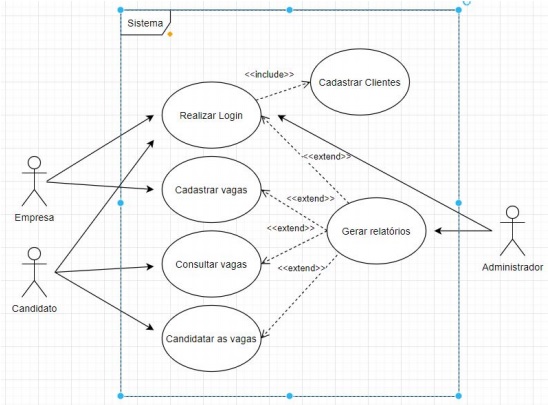 Sistema
<<include>>
Cadastrar Clientes
Realizar Login
<<extend>>
Cadastrar vagas
<<extend>>
Empresa
<<extend>>
Gerar relatórios
Consultar vagas
<<extend>>
Administrador
Candidato
Candidatar as vagas